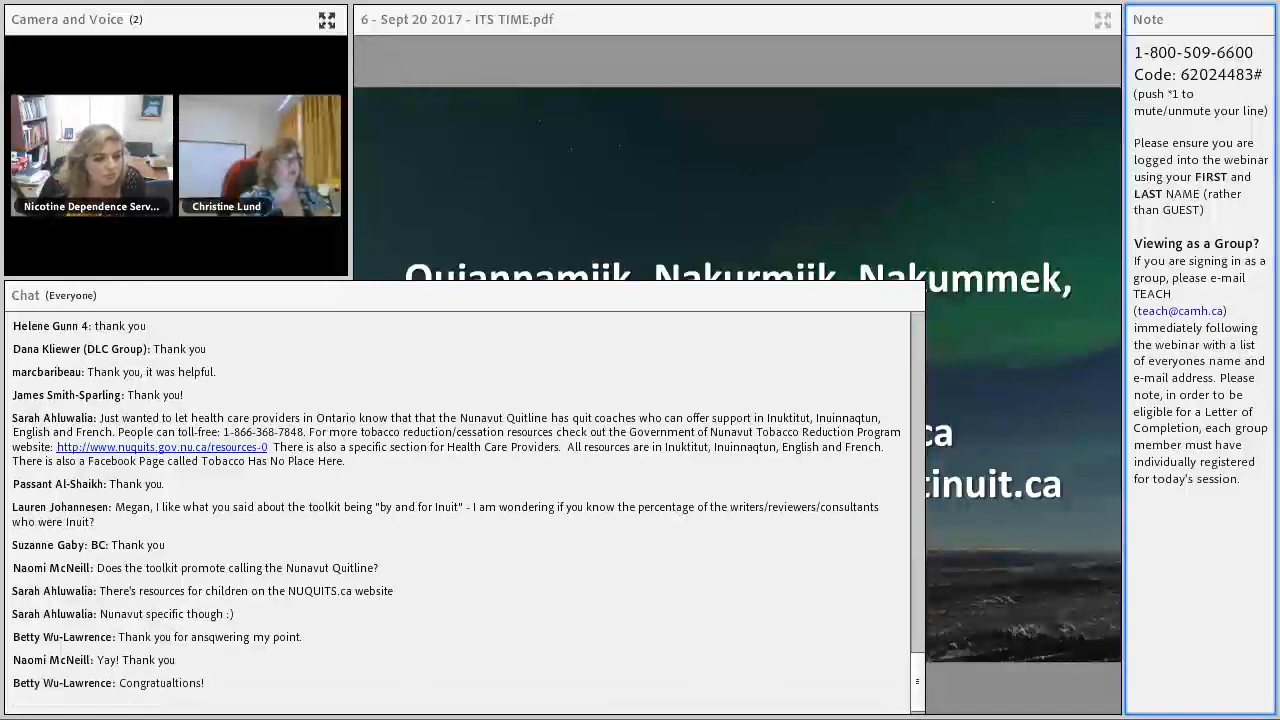 Camera and Voice (2)
Nicotine Dependence Serv...
Christine Lund
6 - Sept 20 2017 - ITS TIME.pdf
Qujannamiik, Nakurmiik, Nakummek,
ca
tinuit.ca
Chat (Everyone)
Helene Gunn 4: thank you
Dana Kliewer (DLC Group): Thank you
marcbaribeau: Thank you, it was helpful.
James Smith-Sparling: Thank you!
Sarah Ahluwalia: Just wanted to let health care providers in Ontario know that that the Nunavut Quitline has quit coaches who can offer support in Inuktitut, Inuinnaqtun,
English and French. People can toll-free: 1-866-368-7848. For more tobacco reduction/cessation resources check out the Government of Nunavut Tobacco Reduction Program
website: http://www.nuquits.gov.nu.ca/resources-0 There is also a specific section for Health Care Providers. All resources are in Inuktitut, Inuinnaqtun, English and French.
There is also a Facebook Page called Tobacco Has No Place Here.
Passant Al-Shaikh: Thank you.
Lauren Johannesen: Megan, I like what you said about the toolkit being "by and for Inuit" - I am wondering if you know the percentage of the writers/reviewers/consultants
who were Inuit?
Suzanne Gaby: BC: Thank you
Naomi McNeill: Does the toolkit promote calling the Nunavut Quitline?
Sarah Ahluwalia: There's resources for children on the NUQUITS.ca website
Sarah Ahluwalia: Nunavut specific though :)
Betty Wu-Lawrence: Thank you for ansqwering my point.
Naomi McNeill: Yay! Thank you
Betty Wu-Lawrence: Congratualtions!
Note
1-800-509-6600
Code: 62024483#
(push *1 to
mute/unmute your line)
Please ensure you are
logged into the webinar
using your FIRST and
LAST NAME (rather
than GUEST)
Viewing as a Group?
If you are signing in as a
group, please e-mail
TEACH
(teach@camh.ca)
immediately following
the webinar with a list
of everyones name and
e-mail address. Please
note, in order to be
eligible for a Letter of
Completion, each group
member must have
individually registered
for today's session.